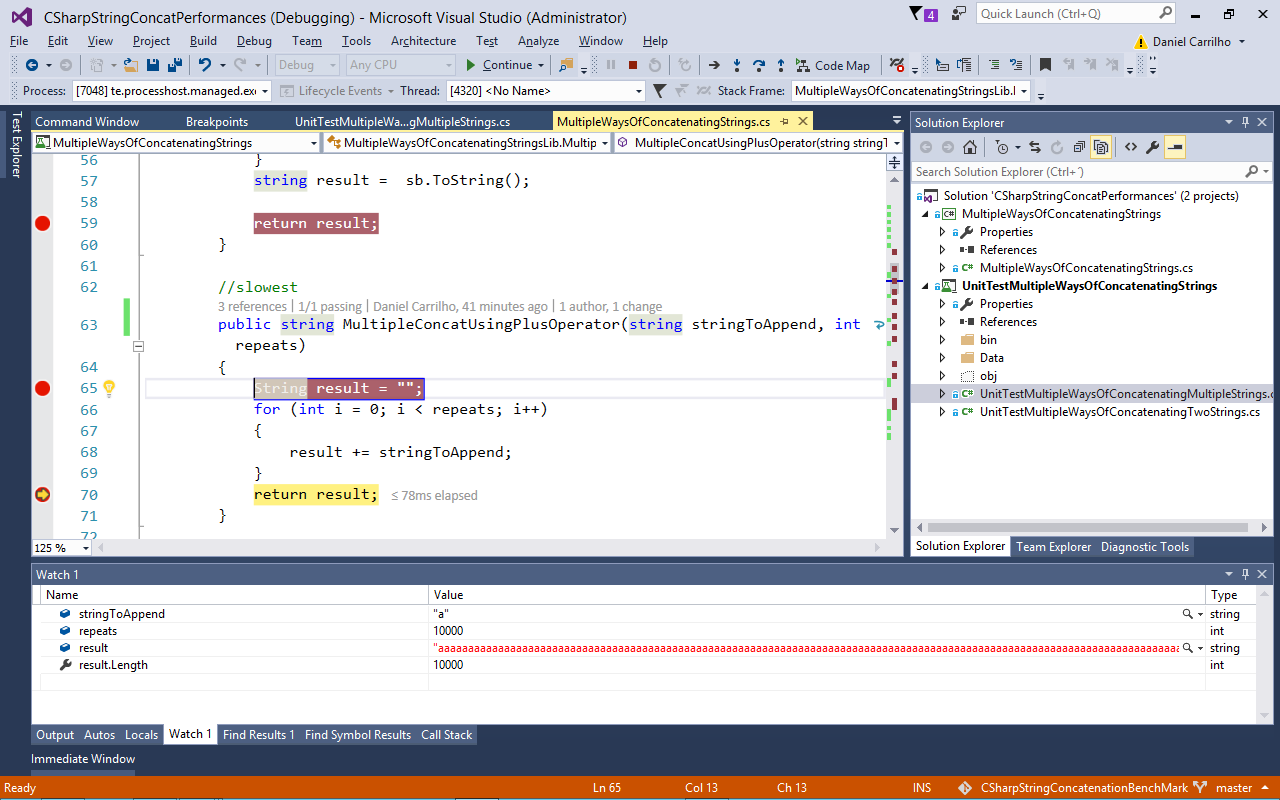 CSharpStringConcatPerformances (Debugging) - Microsoft Visual Studio (Administrator)
4
Quick Launch (Ctrl+Q)
File Edit View Project Build Debug Team Tools Architecture Test Analyze Window Help
Daniel Carrilho
Debug Any CPU Continue Code Map
Process: [7048] te.processhost.managed.exe Lifecycle Events Thread: [4320] <No Name> Stack Frame: MultipleWaysOfConcatenatingStringsLib.I
Test Explorer
Command Window Breakpoints UnitTestMultipleWa...gMultipleStrings.cs MultipleWaysOfConcatenatingStrings.cs
MultipleWaysOfConcatenatingStrings MultipleWaysOfConcatenatingStringsLib.Multip MultipleConcatUsingPlusOperator(string stringT
56 }
57 string result = sb.ToString();
58
59 return result;
60 }
61
62 //slowest
3 references | 1/1 passing | Daniel Carrilho, 41 minutes ago | 1 author, 1 change
63 public string MultipleConcatUsingPlusOperator(string stringToAppend, int
repeats)
64 {
65 String result = "";
66 for (int i = 0; i < repeats; i++)
67 {
68 result += stringToAppend;
69 }
70 return result; ≤ 78ms elapsed
71 }
72
125 %
Solution Explorer
Search Solution Explorer (Ctrl+´)
Solution 'CSharpStringConcatPerformances' (2 projects)
MultipleWaysOfConcatenatingStrings
Properties
References
C# MultipleWaysOfConcatenatingStrings.cs
UnitTestMultipleWaysOfConcatenatingStrings
Properties
References
bin
Data
obj
C# UnitTestMultipleWaysOfConcatenatingMultipleStrings.c
C# UnitTestMultipleWaysOfConcatenatingTwoStrings.cs
Solution Explorer Team Explorer Diagnostic Tools
Watch 1
Name Value Type
stringToAppend "a" string
repeats 10000 int
result string
result.Length 10000 int
Output Autos Locals Watch 1 Find Results 1 Find Symbol Results Call Stack
Immediate Window
Ready Ln 65 Col 13 Ch 13 INS CSharpStringConcatenationBenchMark master